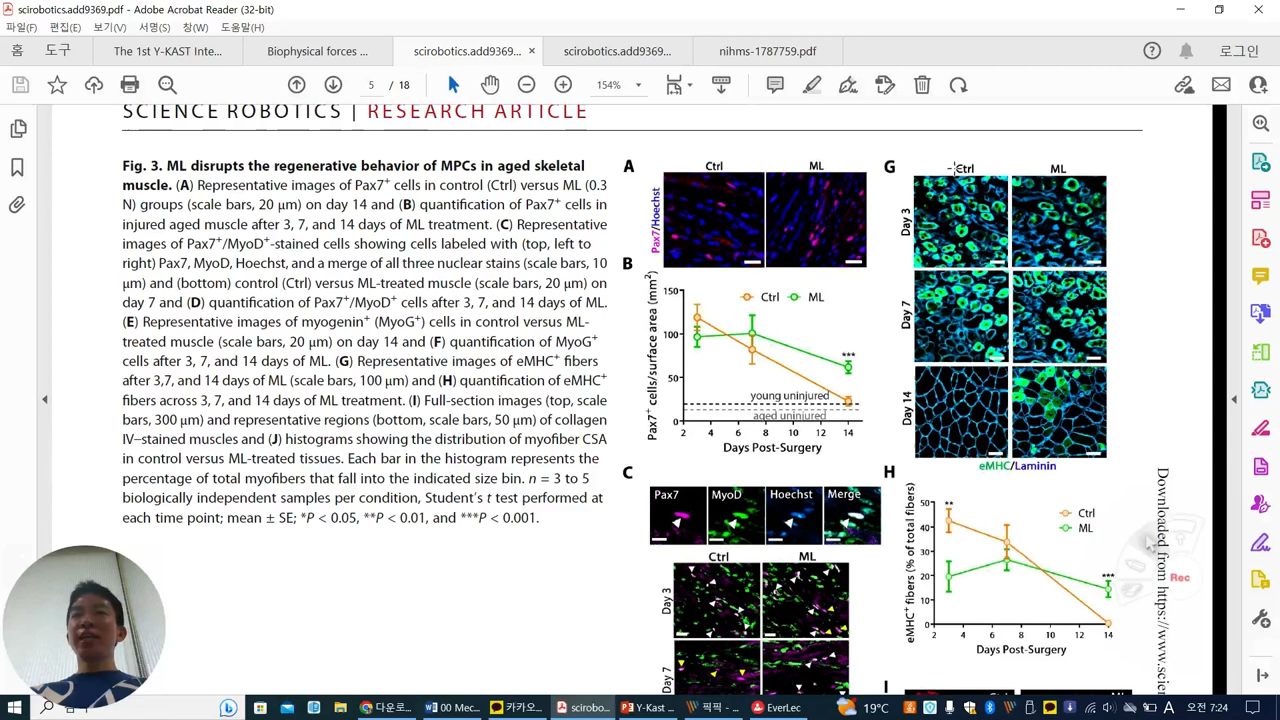 scirobotics.add9369.pdf - Adobe Acrobat Reader (32-bit)
파일(F) 편집(E) 보기(V) 서명(S) 창(W) 도움말(H)
홈 도구 The 1st Y-KAST Inte... Biophysical forces ... scirobotics.add9369... × scirobotics.add9369... nihms-1787759.pdf 로그인
5 / 18 154%
SCIENCE ROBOTICS | RESEARCH ARTICLE
Fig. 3. ML disrupts the regenerative behavior of MPCs in aged skeletal
muscle. (A) Representative images of Pax7+ cells in control (Ctrl) versus ML (0.3
N) groups (scale bars, 20 μm) on day 14 and (B) quantification of Pax7+ cells in
injured aged muscle after 3, 7, and 14 days of ML treatment. (C) Representative
images of Pax7+/MyoD+-stained cells showing cells labeled with (top, left to
right) Pax7, MyoD, Hoechst, and a merge of all three nuclear stains (scale bars, 10
μm) and (bottom) control (Ctrl) versus ML-treated muscle (scale bars, 20 μm) on
day 7 and (D) quantification of Pax7+/MyoD+ cells after 3, 7, and 14 days of ML.
(E) Representative images of myogenin+ (MyoG+) cells in control versus ML-
treated muscle (scale bars, 20 μm) on day 14 and (F) quantification of MyoG+
cells after 3, 7, and 14 days of ML. (G) Representative images of eMHC+ fibers
after 3,7, and 14 days of ML (scale bars, 100 μm) and (H) quantification of eMHC+
fibers across 3, 7, and 14 days of ML treatment. (I) Full-section images (top, scale
bars, 300 μm) and representative regions (bottom, scale bars, 50 μm) of collagen
IV–stained muscles and (J) histograms showing the distribution of myofiber CSA
in control versus ML-treated tissues. Each bar in the histogram represents the
percentage of total myofibers that fall into the indicated size bin. n = 3 to 5
biologically independent samples per condition, Student's t test performed at
each time point; mean ± SE; *P < 0.05, **P < 0.01, and ***P < 0.001.
A
Ctrl ML
Pax7/Hoechst
B
Pax7+ cells/surface area (mm2)
150
100
50
0
Ctrl ML
***
young uninjured
aged uninjured
2 4 6 8 10 12 14
Days Post-Surgery
C
Pax7 MyoD Hoechst Merge
Ctrl ML
Day 3
Day 7
G
Ctrl ML
Day 3
Day 7
Day 14
eMHC/Laminin
H
eMHC+ fibers (% of total fibers)
50
40
30
20
10
0
**
Ctrl
ML
***
2 4 6 8 10 12 14
Days Post-Surgery
I
Ctrl
Downloaded from https://www.scien
Rec
다운로... 00 Mec... 카카오... scirobo... Y-Kast ... 픽픽 - ... EverLec 19°C A 오전 7:24